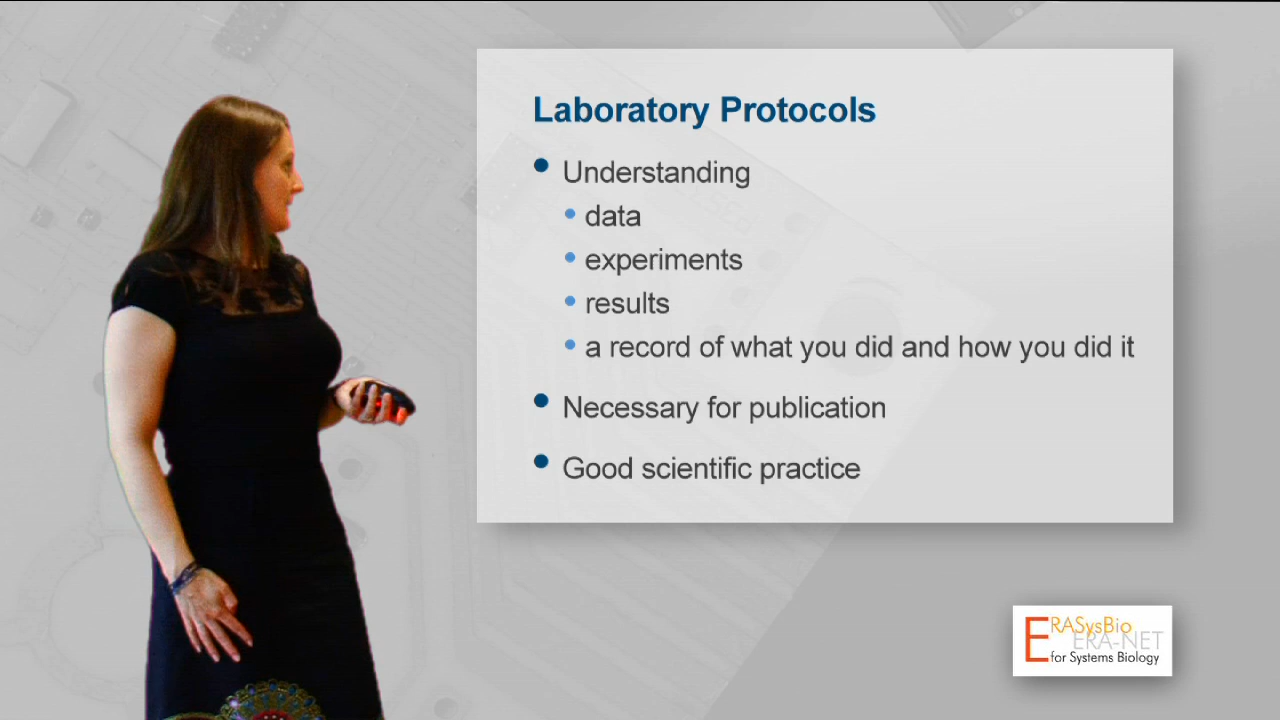 Laboratory Protocols
Understanding
data
experiments
results
a record of what you did and how you did it
Necessary for publication
Good scientific practice
ERASysBio
ERA-NET
for Systems Biology